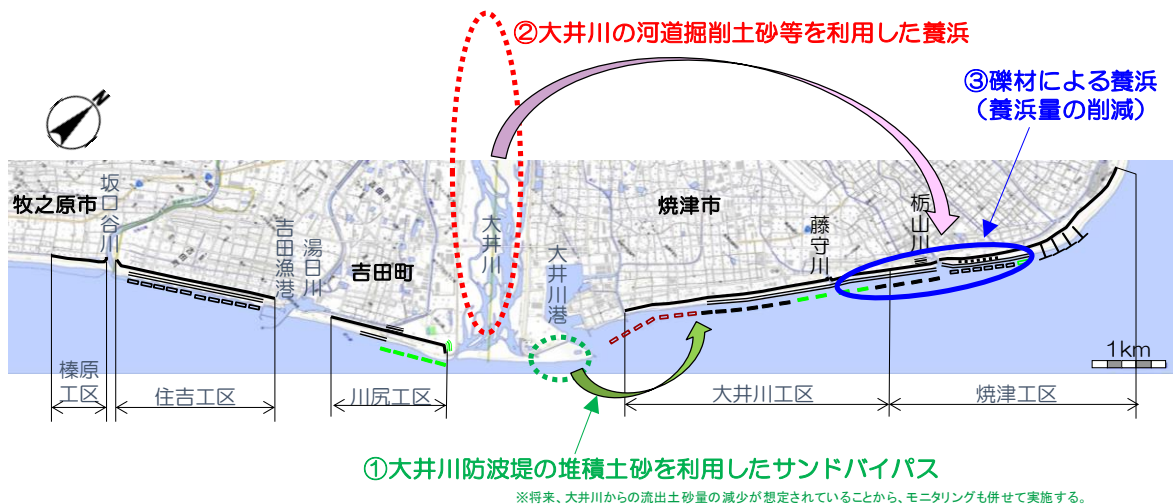 ②大井川の河道掘削土砂等を利用した養浜
③礫材による養浜
（養浜量の削減）
N
牧之原市
坂口谷川
吉田漁港
湯日川
吉田町
大井川
大井川港
焼津市
藤守川
栃山川
1km
榛原
工区
住吉工区
川尻工区
大井川工区
焼津工区
①大井川防波堤の堆積土砂を利用したサンドバイパス
※将来、大井川からの流出土砂量の減少が想定されていることから、モニタリングも併せて実施する。